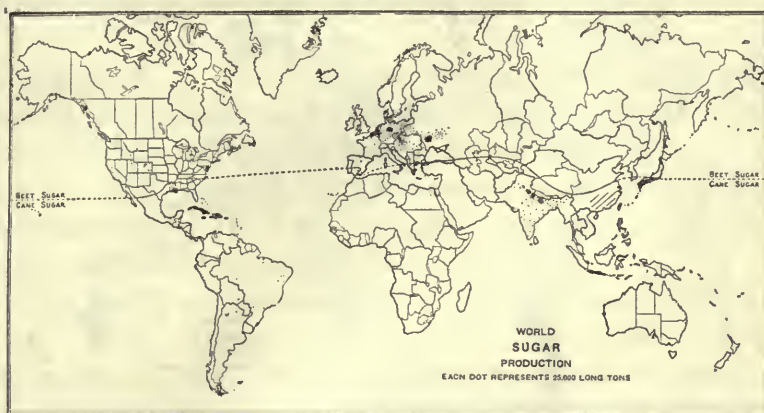 BEET SUGAR
CANE SUGAR
BEET SUGAR
CANE SUGAR
WORLD
SUGAR
PRODUCTION
EACH DOT REPRESENTS 25,000 LONG TONS